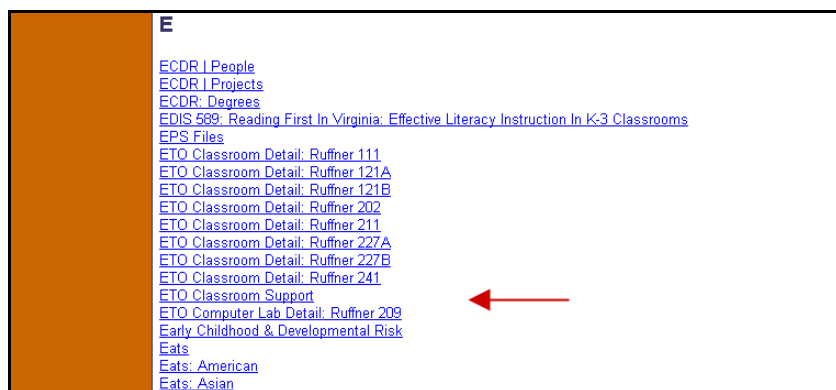 E
ECDR | People
ECDR | Projects
ECDR: Degrees
EDIS 589: Reading First In Virginia: Effective Literacy Instruction In K-3 Classrooms
EPS Files
ETO Classroom Detail: Ruffner 111
ETO Classroom Detail: Ruffner 121A
ETO Classroom Detail: Ruffner 121B
ETO Classroom Detail: Ruffner 202
ETO Classroom Detail: Ruffner 211
ETO Classroom Detail: Ruffner 227A
ETO Classroom Detail: Ruffner 227B
ETO Classroom Detail: Ruffner 241
ETO Classroom Support
ETO Computer Lab Detail: Ruffner 209
Early Childhood & Developmental Risk
Eats
Eats: American
Eats: Asian